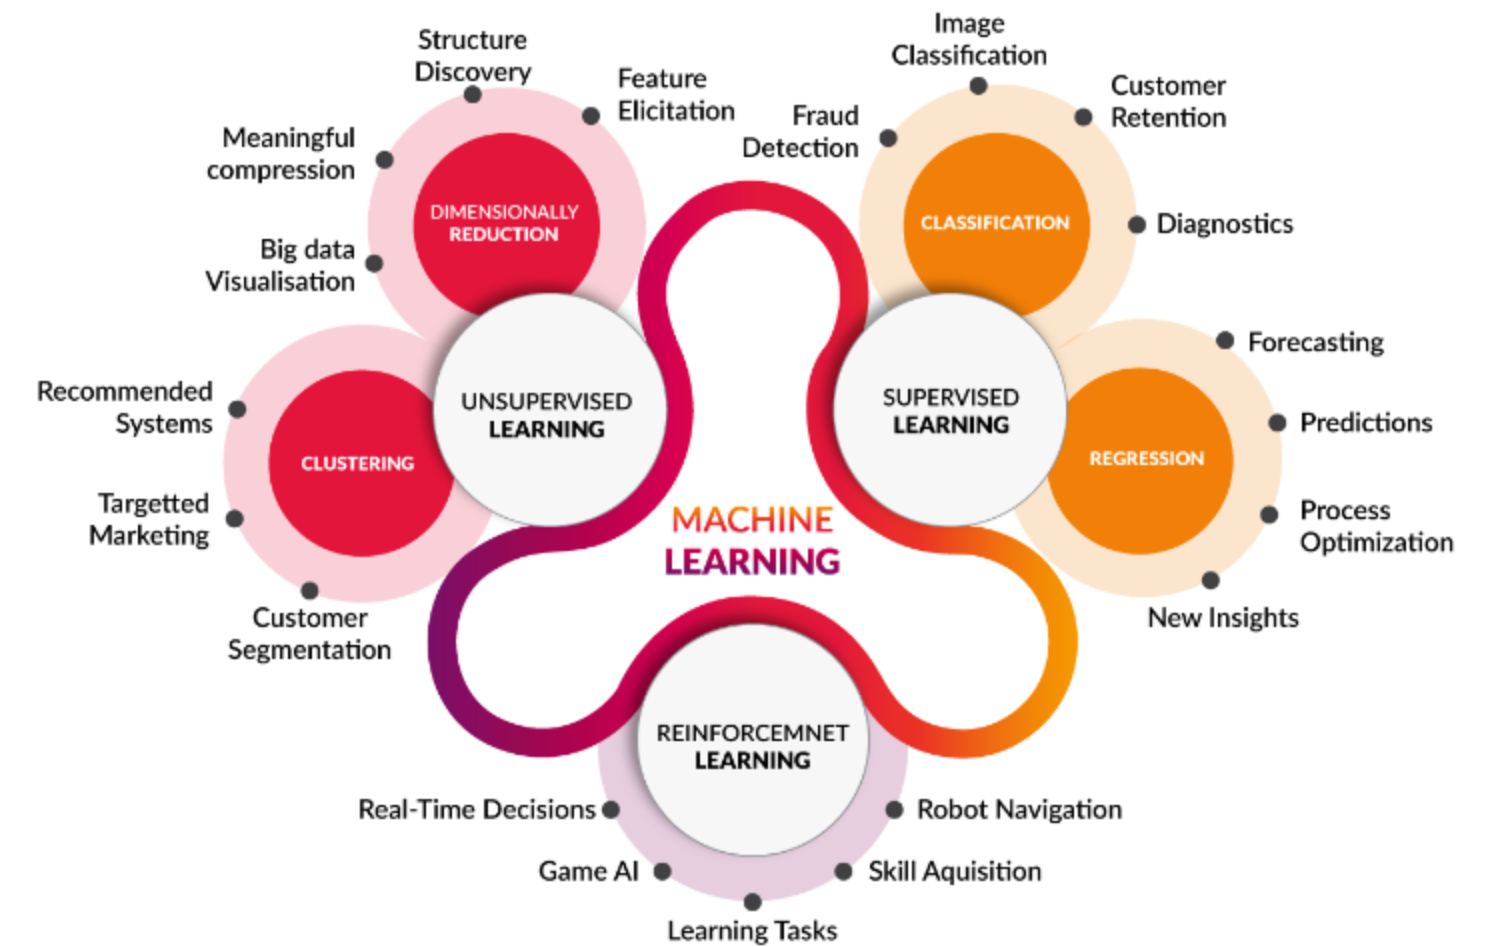 Structure
Discovery
Feature
Elicitation
Meaningful
compression
Big data
Visualisation
DIMENSIONALLY
REDUCTION
Recommended
Systems
Targetted
Marketing
Customer
Segmentation
CLUSTERING
UNSUPERVISED
LEARNING
Image
Classification
Fraud
Detection
Customer
Retention
Diagnostics
CLASSIFICATION
SUPERVISED
LEARNING
Forecasting
Predictions
Process
Optimization
New Insights
REGRESSION
MACHINE
LEARNING
REINFORCEMNET
LEARNING
Real-Time Decisions
Game AI
Learning Tasks
Skill Aquisition
Robot Navigation